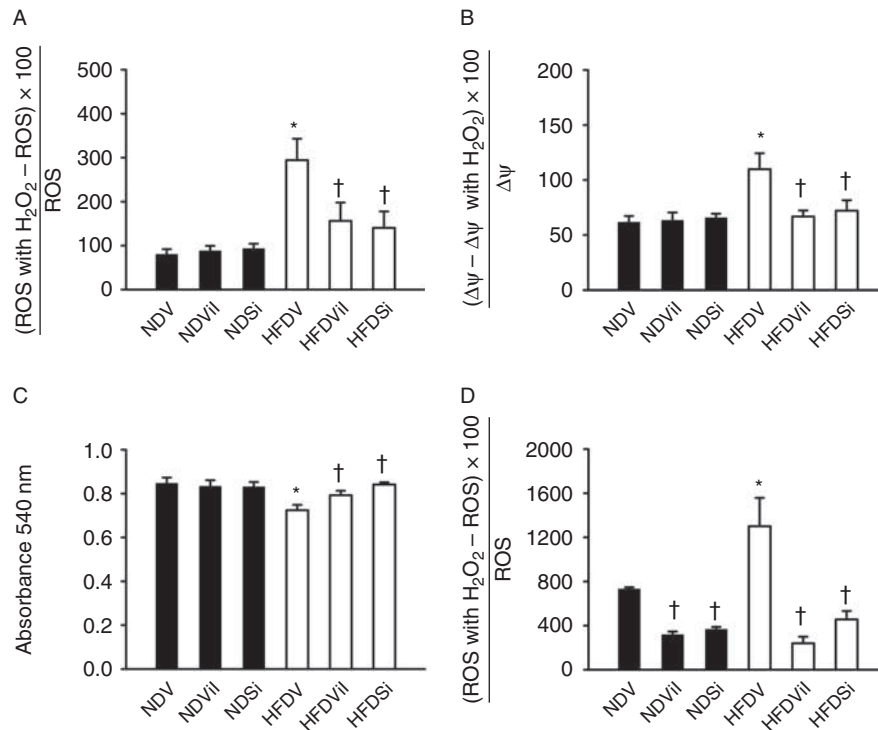 A
(ROS with H₂O₂ – ROS) × 100
ROS
500
400
300
200
100
0
*
†
†
NDV
NDVil
NDSi
HFDV
HFDVil
HFDSi
B
(Δψ – Δψ with H₂O₂) × 100
Δψ
200
150
100
50
0
*
†
†
NDV
NDVil
NDSi
HFDV
HFDVil
HFDSi
C
Absorbance 540 nm
1.0
0.8
0.6
0.4
0.2
0.0
*
†
†
NDV
NDVil
NDSi
HFDV
HFDVil
HFDSi
D
(ROS with H₂O₂ – ROS) × 100
ROS
2000
1600
1200
800
400
0
†
†
*
†
†
NDV
NDVil
NDSi
HFDV
HFDVil
HFDSi